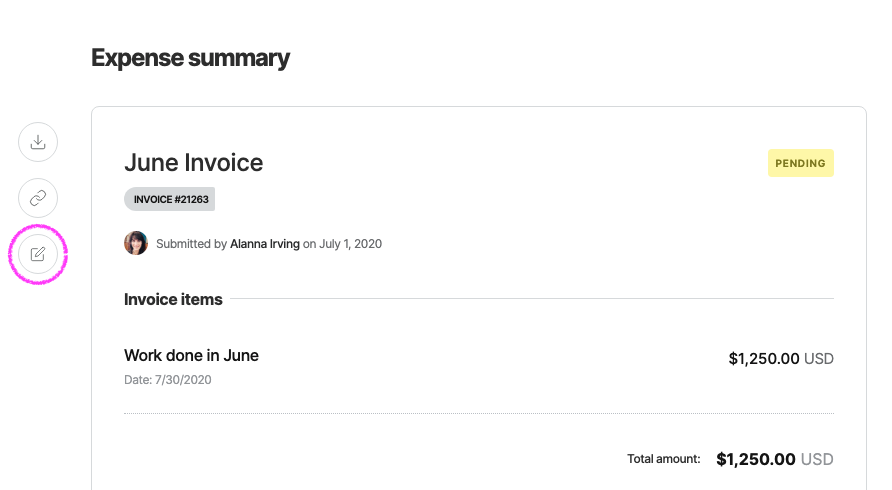 Expense summary
June Invoice
PENDING
INVOICE #21263
Submitted by Alanna Irving on July 1, 2020
Invoice items
Work done in June
$1,250.00 USD
Date: 7/30/2020
Total amount: $1,250.00 USD